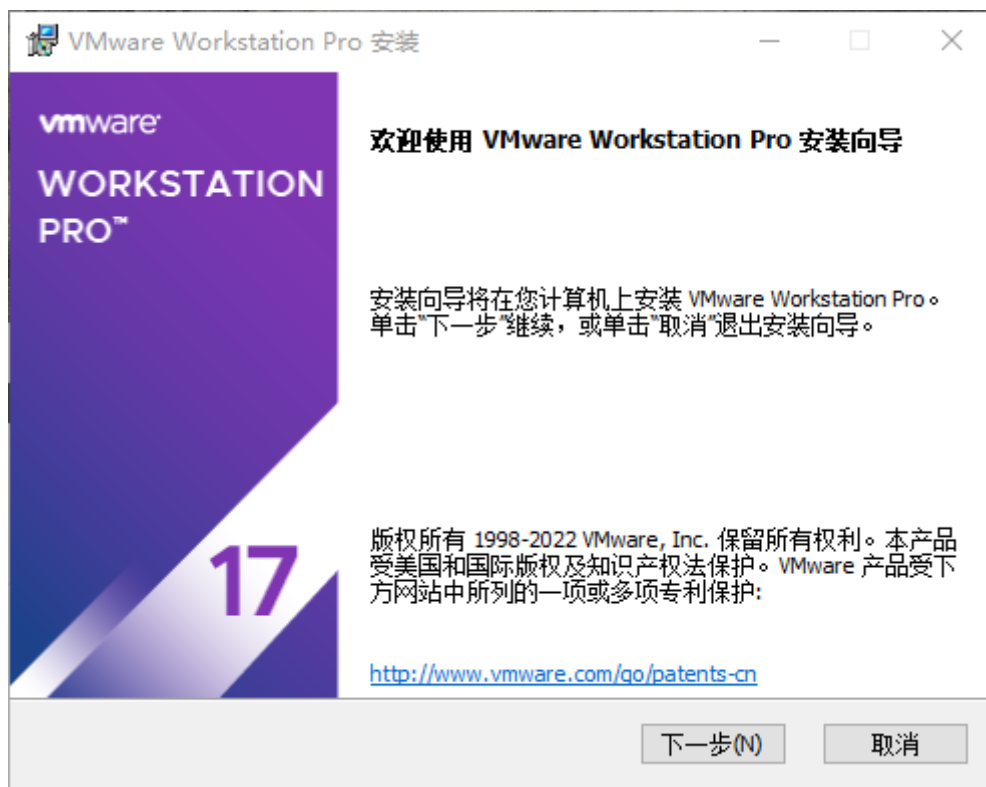 VMware Workstation Pro 安装
vmware
WORKSTATION
PRO™
欢迎使用 VMware Workstation Pro 安装向导
安装向导将在您计算机上安装 VMware Workstation Pro。
单击“下一步”继续，或单击“取消”退出安装向导。
17
版权所有 1998-2022 VMware, Inc. 保留所有权利。本产品
受美国和国际版权及知识产权法保护。VMware 产品受下
方网站中所列的一项或多项专利保护:
http://www.vmware.com/go/patents-cn
下一步(N)
取消